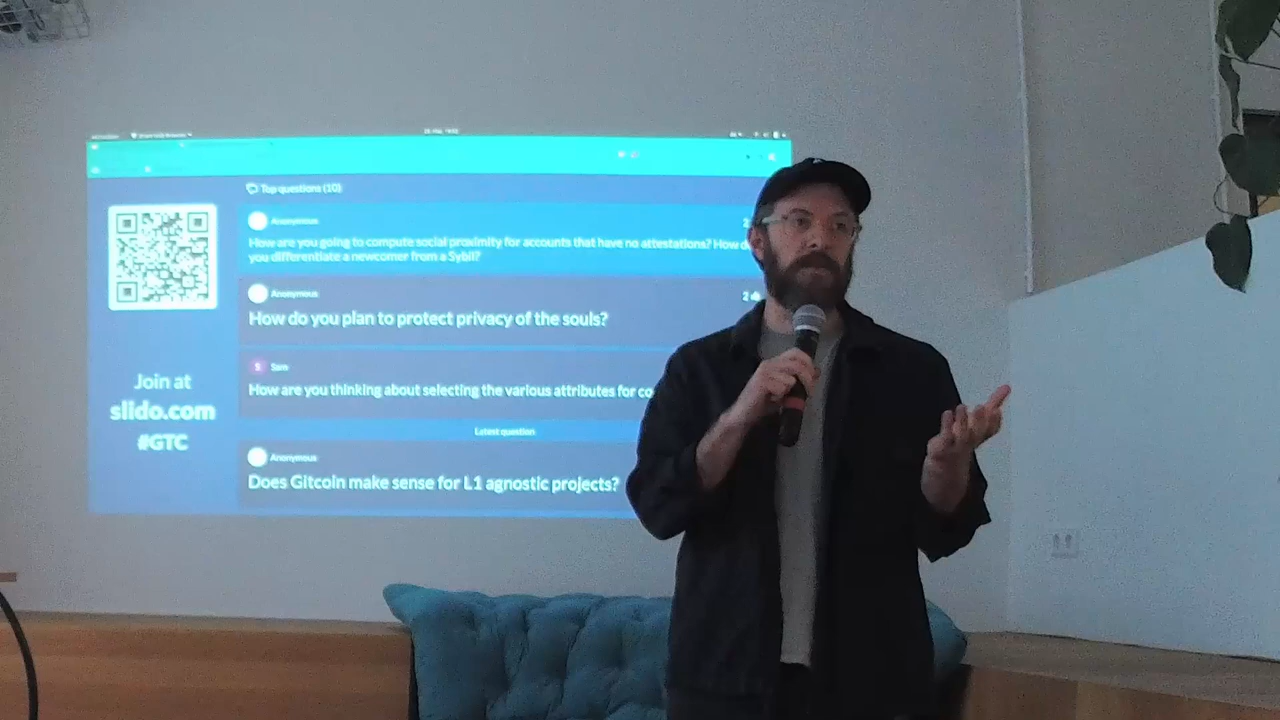 Top questions (10)
Anonymous
How are you going to compute social proximity for accounts that have no attestations? How
you differentiate a newcomer from a Sybil?
Anonymous
2
How do you plan to protect privacy of the souls?
S Sam
How are you thinking about selecting the various attributes for co
Latest question
Anonymous
Does Gitcoin make sense for L1 agnostic projects?
Join at
slido.com
#GTC